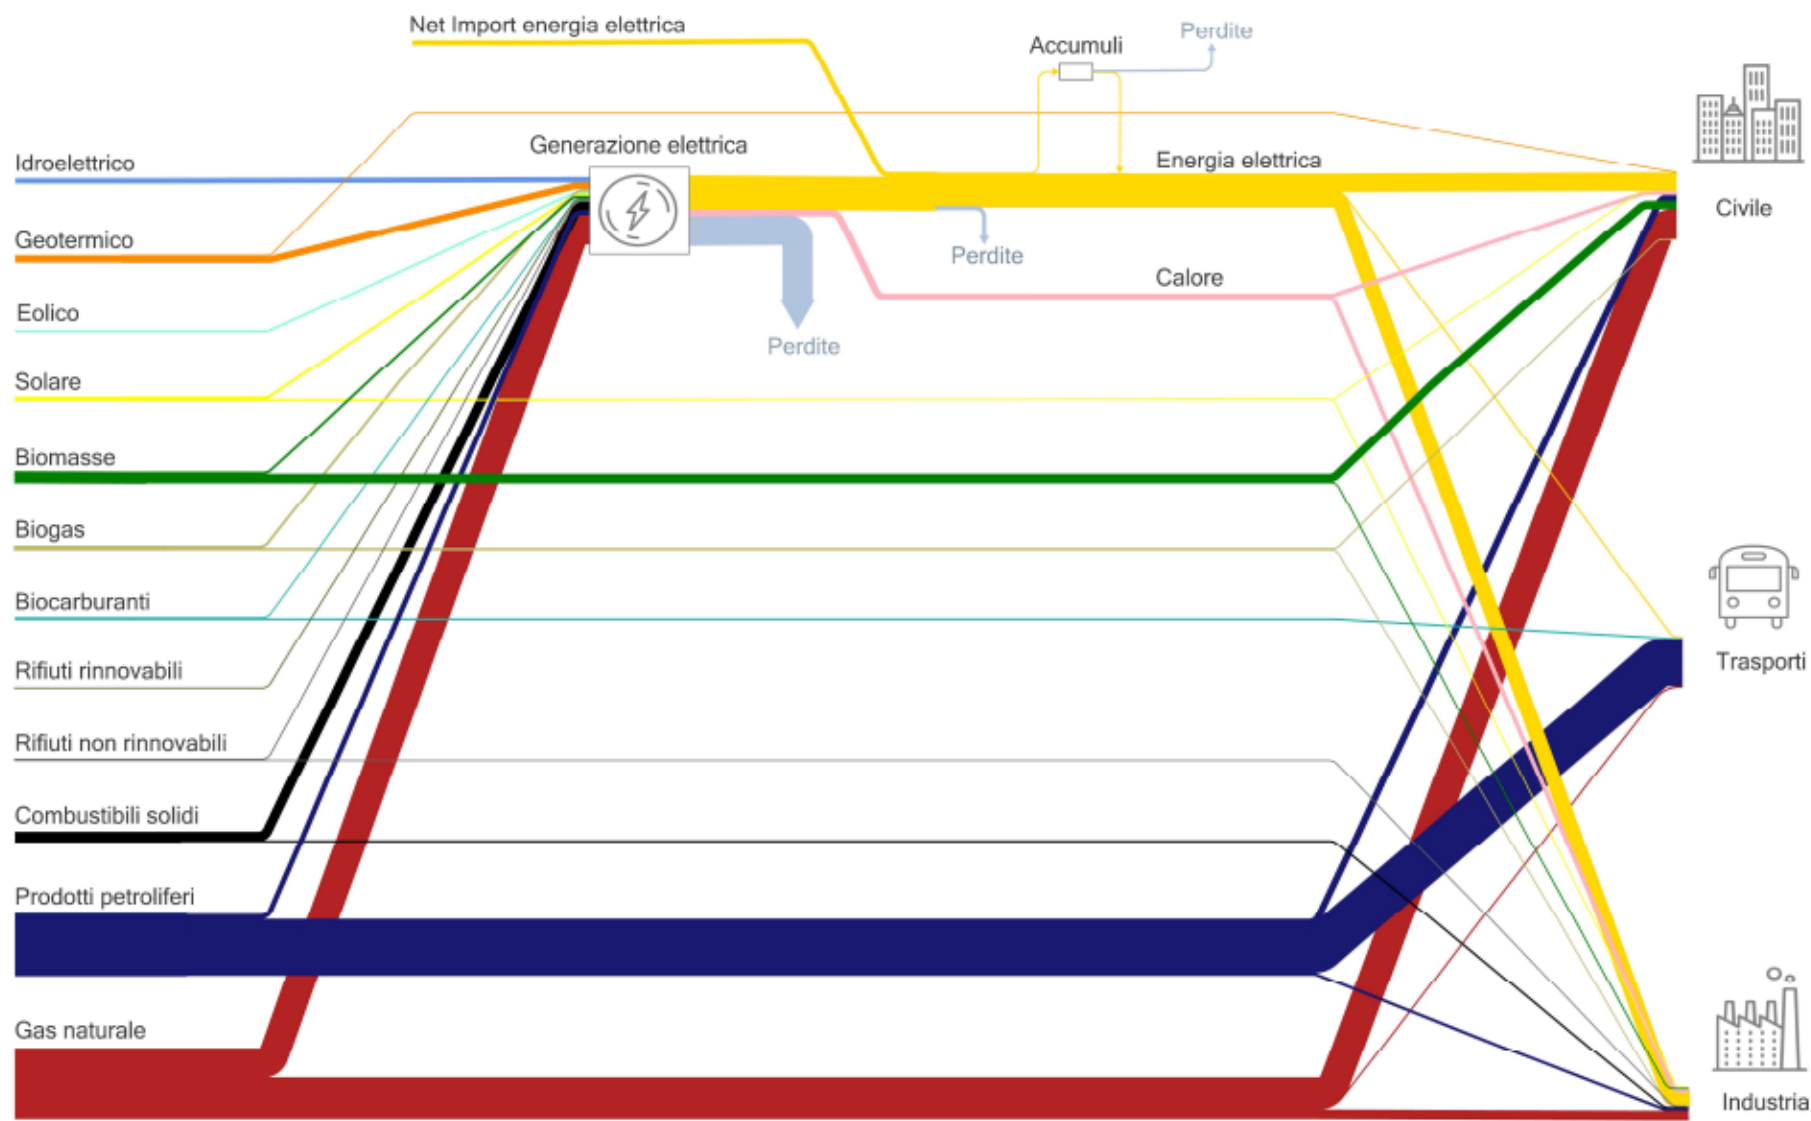 Net Import energia elettrica
Accumuli
Perdite
Idroelettrico
Generazione elettrica
Energia elettrica
Civile
Geotermico
Perdite
Calore
Eolico
Perdite
Solare
Biomasse
Biogas
Biocarburanti
Rifiuti rinnovabili
Trasporti
Rifiuti non rinnovabili
Combustibili solidi
Prodotti petroliferi
Gas naturale
Industria